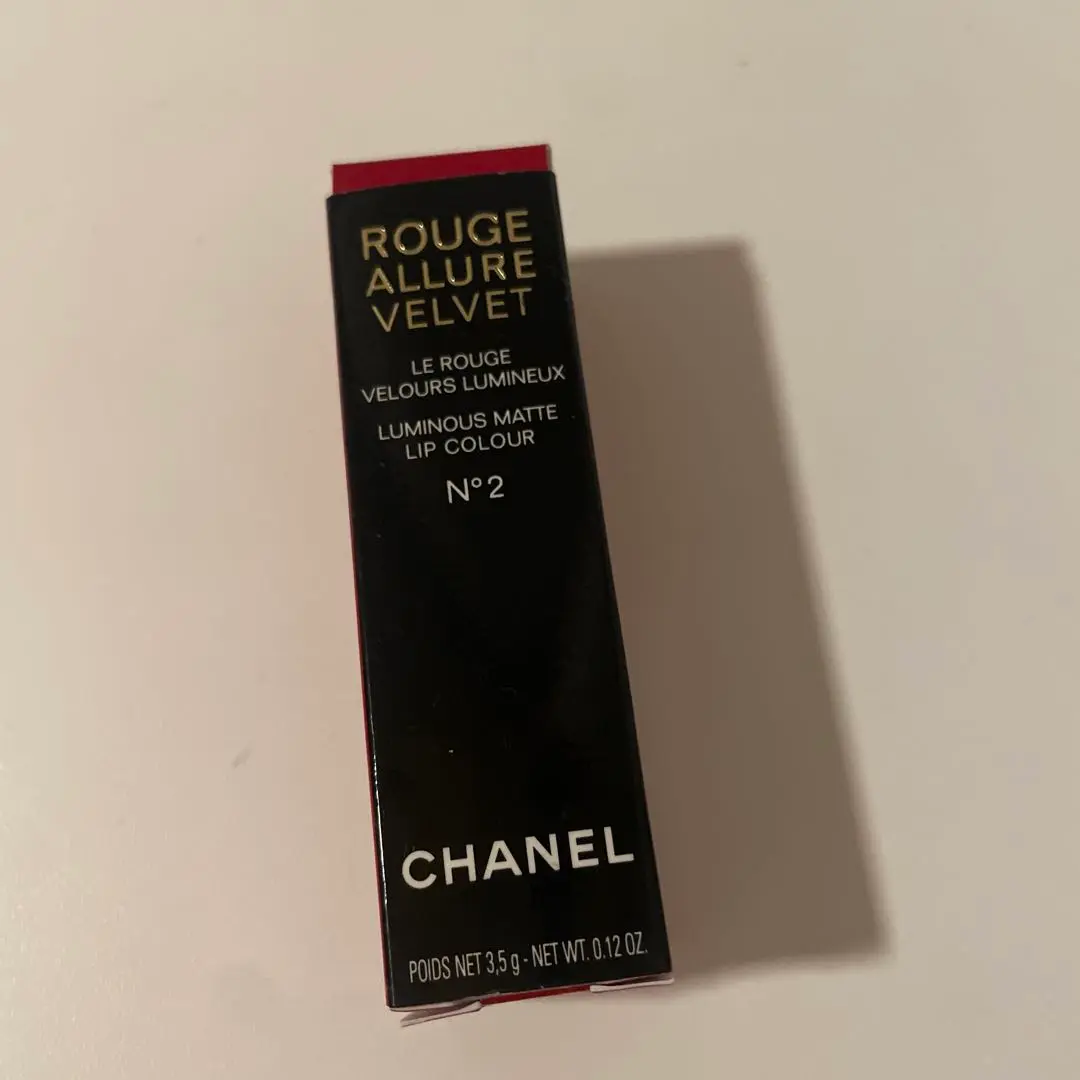 ROUGE
ALLURE
VELVET
LE ROUGE
VELOURS LUMINEUX
LUMINOUS MATTE
LIP COLOUR
N° 2
CHANEL
POIDS NET 3,5 g - NET WT. 0.12 OZ.